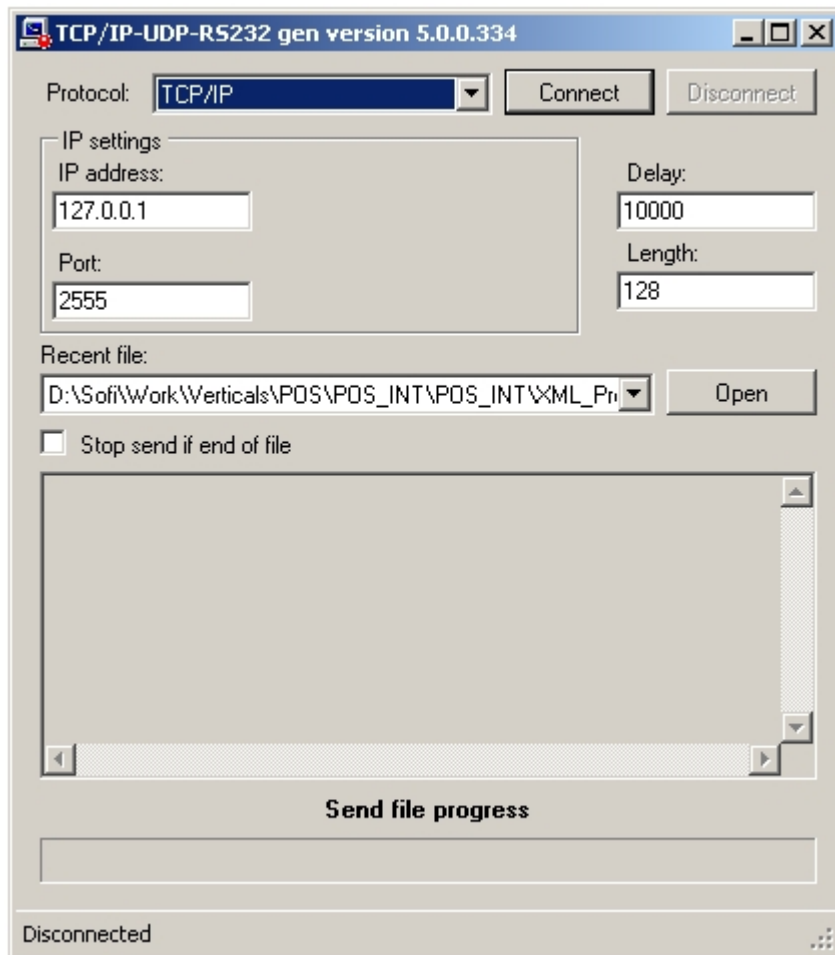 TCP/IP-UDP-RS232 gen version 5.0.0.334
Protocol: TCP/IP Connect Disconnect
IP settings
IP address: Delay:
127.0.0.1 10000
Port: Length:
2555 128
Recent file:
D:\Sofi\Work\Verticals\POS\POS_INT\POS_INT\XML_Pr Open
Stop send if end of file
Send file progress
Disconnected